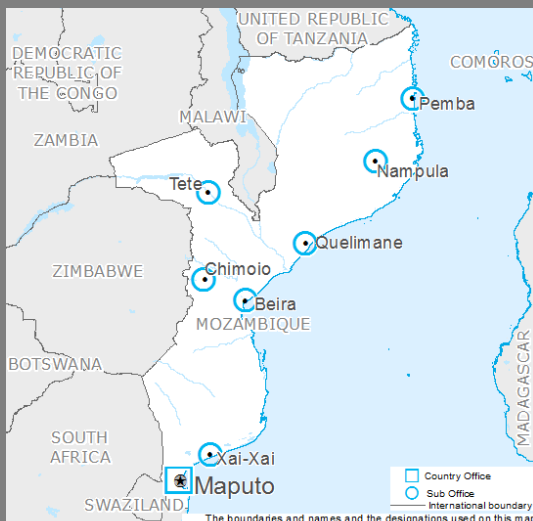 UNITED REPUBLIC
OF TANZANIA
DEMOCRATIC
REPUBLIC OF
THE CONGO
COMOROS
Pemba
MALAWI
ZAMBIA
Nampula
Tete
Quelimane
ZIMBABWE
Chimoio
Beira
MOZAMBIQUE
BOTSWANA
MADAGASCAR
SOUTH
AFRICA
Xai-Xai
Maputo
SWAZILAND
Country Office
Sub Office
International boundary
The boundaries and names and the designations used on this map